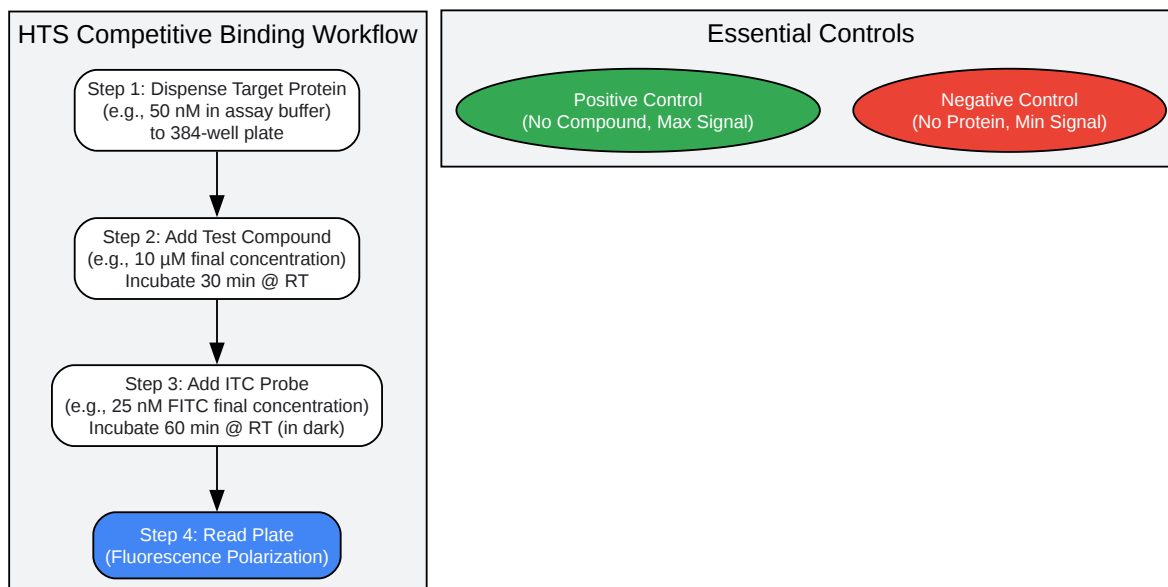 HTS Competitive Binding Workflow
Step 1: Dispense Target Protein
(e.g., 50 nM in assay buffer)
to 384-well plate
Step 2: Add Test Compound
(e.g., 10 µM final concentration)
Incubate 30 min @ RT
Step 3: Add ITC Probe
(e.g., 25 nM FITC final concentration)
Incubate 60 min @ RT (in dark)
Step 4: Read Plate
(Fluorescence Polarization)
Essential Controls
Positive Control
(No Compound, Max Signal)
Negative Control
(No Protein, Min Signal)